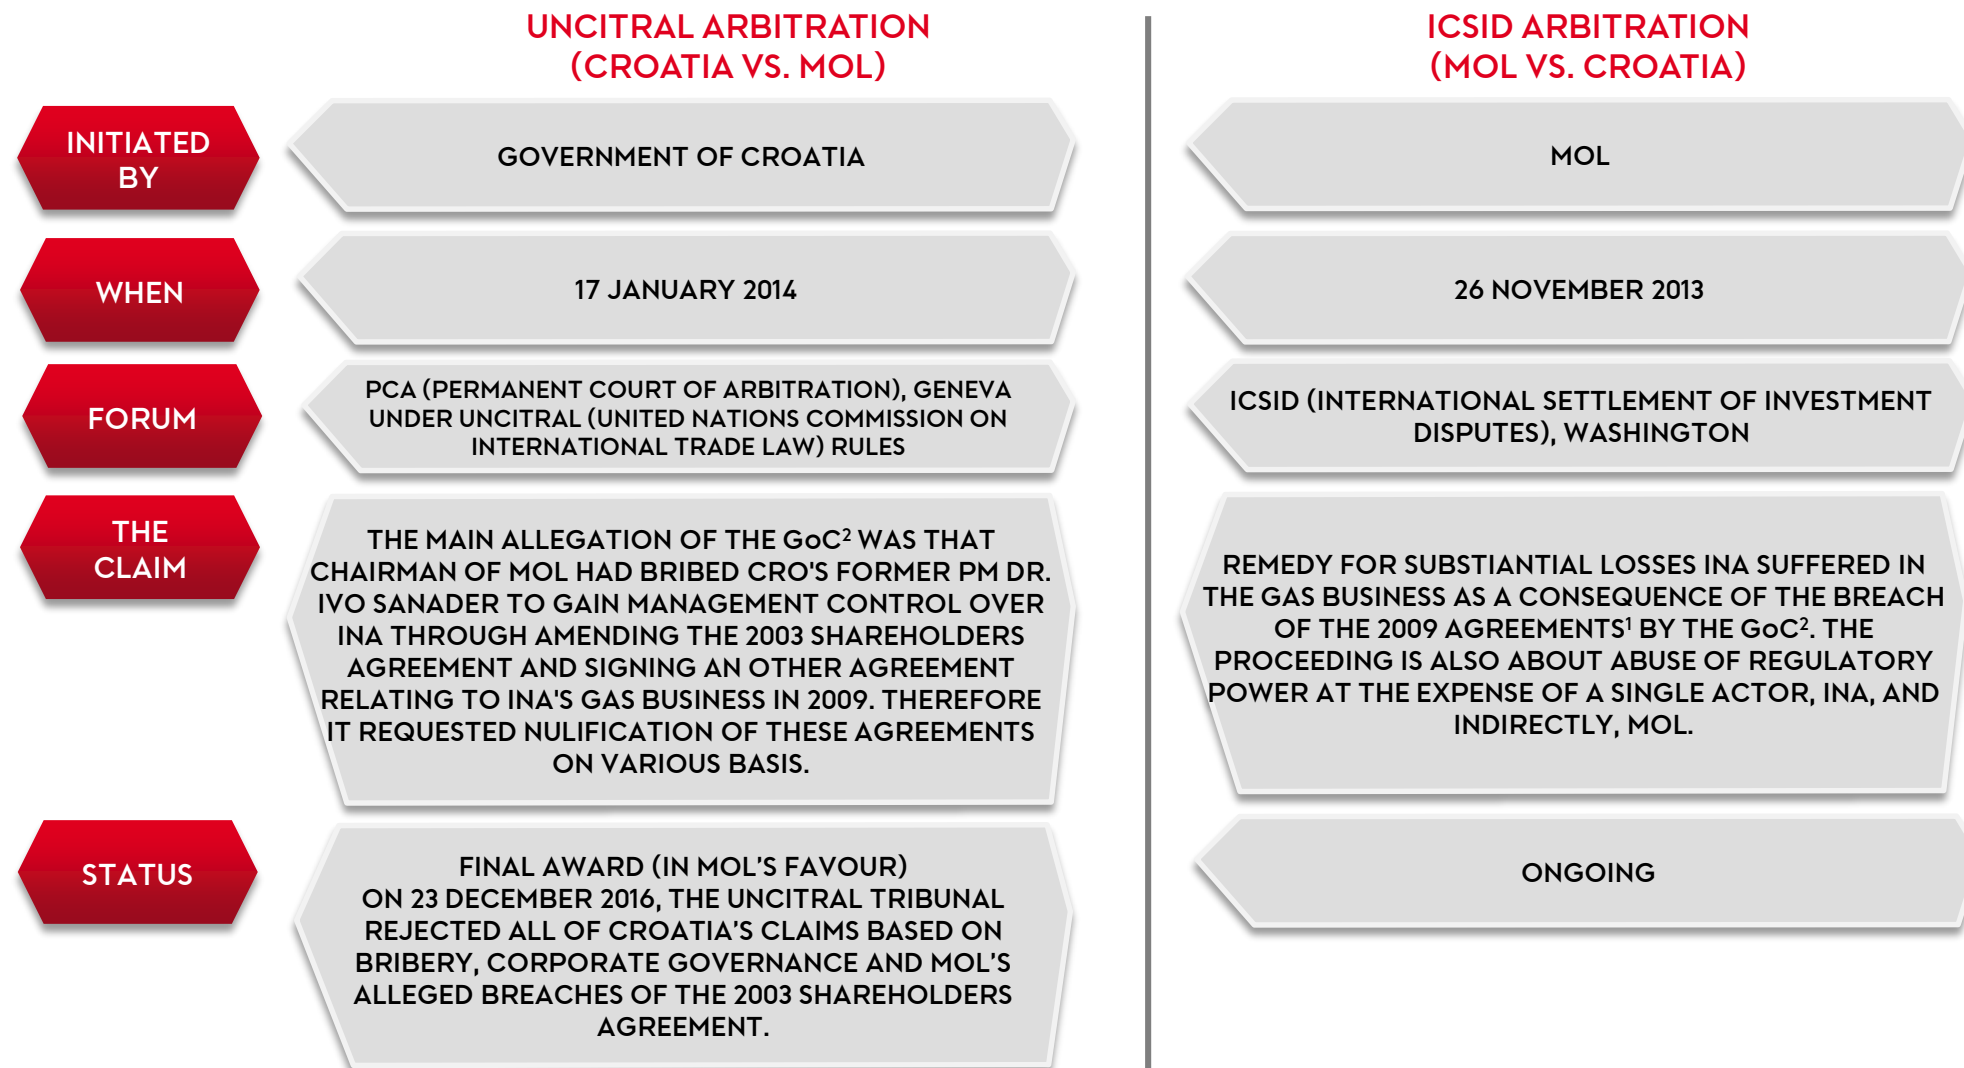 UNCITRAL ARBITRATION
(CROATIA VS. MOL)
ICSID ARBITRATION
(MOL VS. CROATIA)
INITIATED
BY
GOVERNMENT OF CROATIA
MOL
WHEN
17 JANUARY 2014
26 NOVEMBER 2013
FORUM
PCA (PERMANENT COURT OF ARBITRATION), GENEVA
UNDER UNCITRAL (UNITED NATIONS COMMISSION ON
INTERNATIONAL TRADE LAW) RULES
ICSID (INTERNATIONAL SETTLEMENT OF INVESTMENT
DISPUTES), WASHINGTON
THE
CLAIM
THE MAIN ALLEGATION OF THE GoC² WAS THAT
CHAIRMAN OF MOL HAD BRIBED CRO'S FORMER PM DR.
IVO SANADER TO GAIN MANAGEMENT CONTROL OVER
INA THROUGH AMENDING THE 2003 SHAREHOLDERS
AGREEMENT AND SIGNING AN OTHER AGREEMENT
RELATING TO INA'S GAS BUSINESS IN 2009. THEREFORE
IT REQUESTED NULIFICATION OF THESE AGREEMENTS
ON VARIOUS BASIS.
REMEDY FOR SUBSTIANTIAL LOSSES INA SUFFERED IN
THE GAS BUSINESS AS A CONSEQUENCE OF THE BREACH
OF THE 2009 AGREEMENTS¹ BY THE GoC². THE
PROCEEDING IS ALSO ABOUT ABUSE OF REGULATORY
POWER AT THE EXPENSE OF A SINGLE ACTOR, INA, AND
INDIRECTLY, MOL.
STATUS
FINAL AWARD (IN MOL'S FAVOUR)
ON 23 DECEMBER 2016, THE UNCITRAL TRIBUNAL
REJECTED ALL OF CROATIA'S CLAIMS BASED ON
BRIBERY, CORPORATE GOVERNANCE AND MOL'S
ALLEGED BREACHES OF THE 2003 SHAREHOLDERS
AGREEMENT.
ONGOING